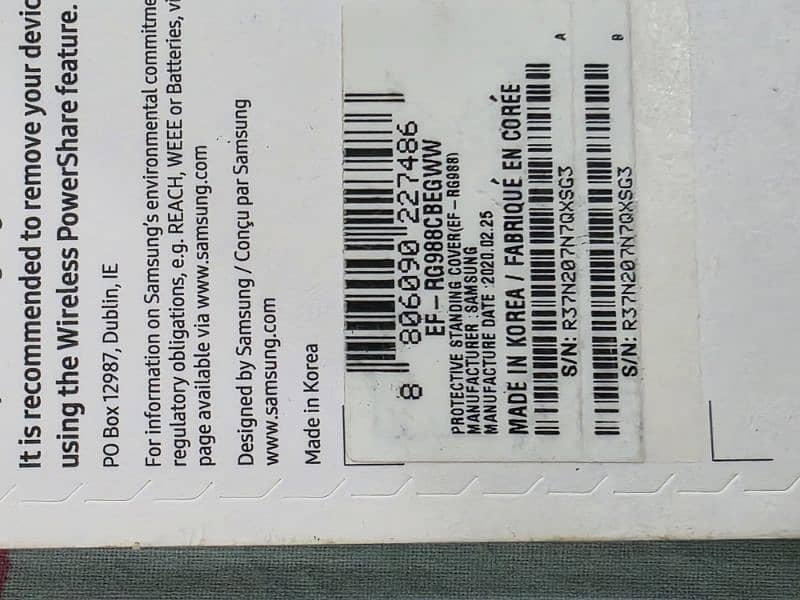 It is recommended to remove your
using the Wireless PowerShare feature.
PO Box 12987, Dublin, IE
For information on Samsung's environmental
regulatory obligations, e.g. REACH, WEEE or Batteries,
page available via www.samsung.com
Designed by Samsung / Conçu par Samsung
www.samsung.com
Made in Korea
8 806090 227486
EF-RG988CBEGWW
PROTECTIVE STANDING COVER(EF-RG988)
MANUFACTURER :SAMSUNG
MANUFACTURE DATE :2020.02.25
MADE IN KOREA / FABRIQUÉ EN CORÉE
A
S/N: R37N207N7QXSG3
B
S/N: R37N207N7QXSG3